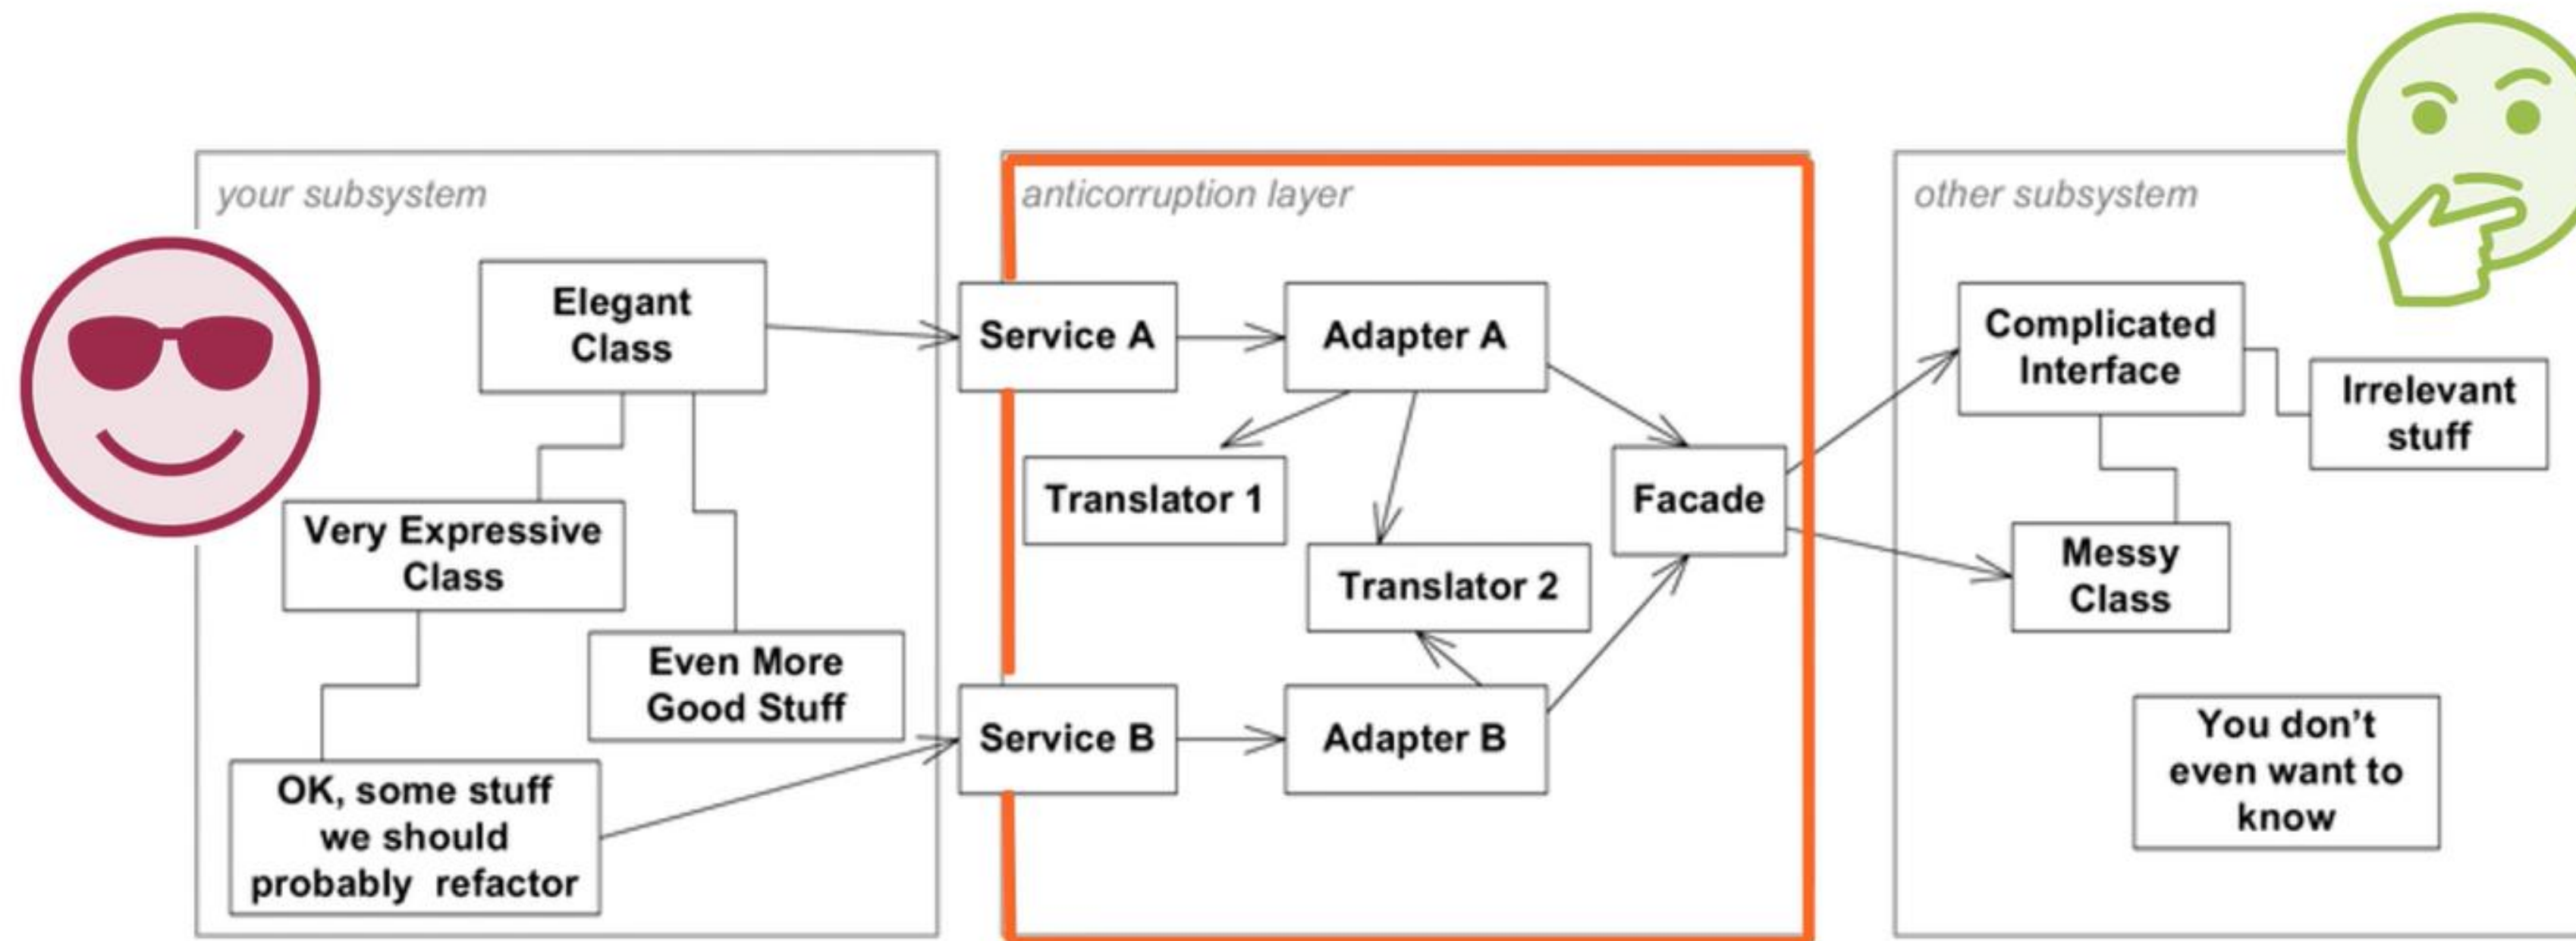 your subsystem
Elegant
Class
Very Expressive
Class
Even More
Good Stuff
OK, some stuff
we should
probably refactor
anticorruption layer
Service A
Adapter A
Translator 1
Facade
Translator 2
Service B
Adapter B
other subsystem
Complicated
Interface
Irrelevant
stuff
Messy
Class
You don’t
even want to
know